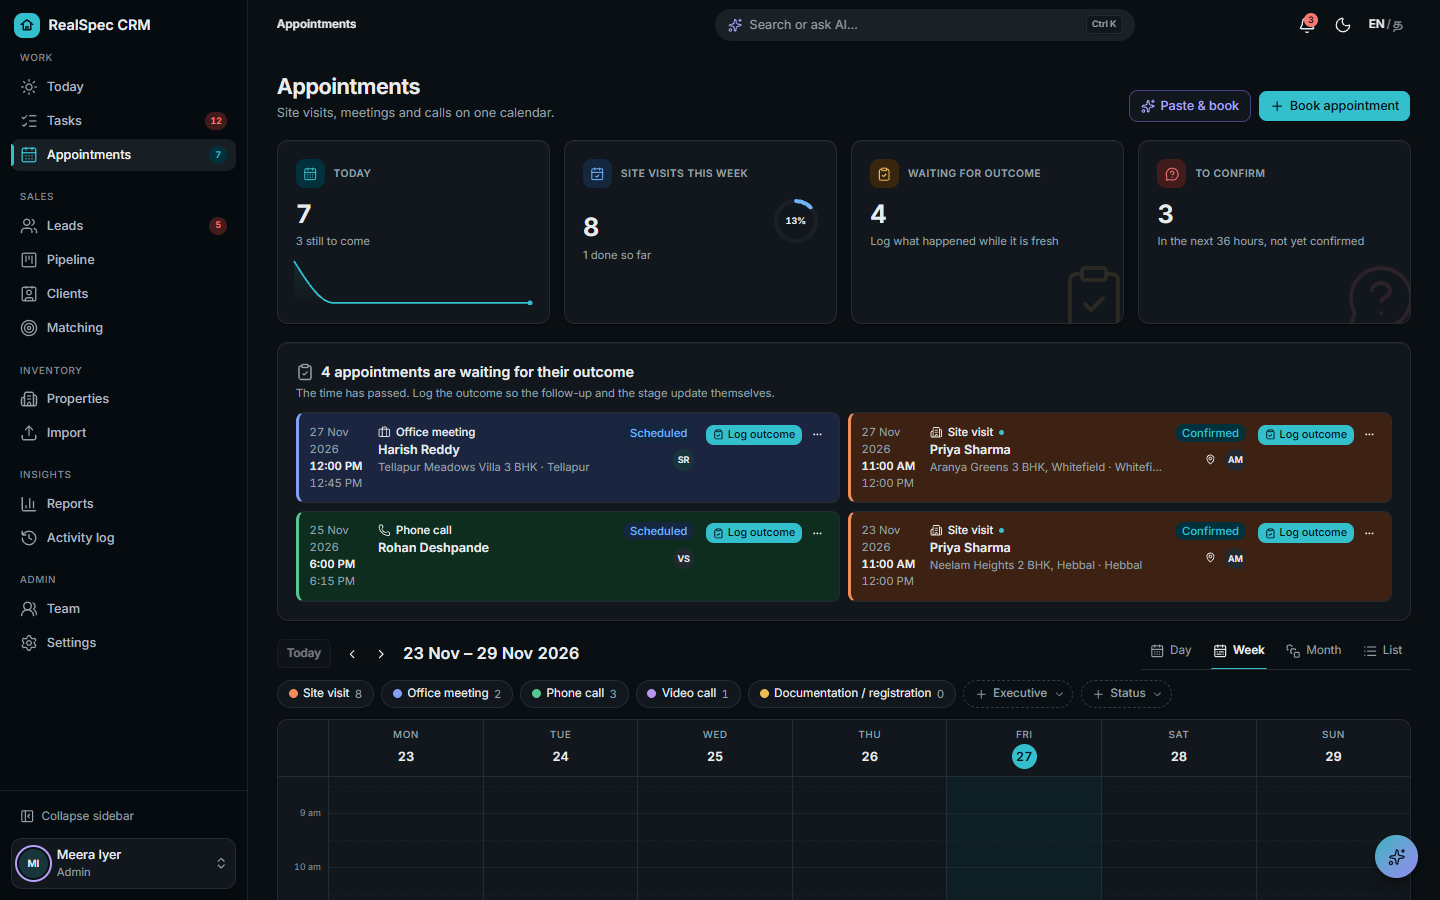 RealSpec CRM
WORK
Today
Tasks 12
Appointments 7
SALES
Leads 5
Pipeline
Clients
Matching
INVENTORY
Properties
Import
INSIGHTS
Reports
Activity log
ADMIN
Team
Settings
Collapse sidebar
MI
Meera Iyer
Admin
Appointments
Search or ask AI... Ctrl K
3
EN / த
Appointments
Site visits, meetings and calls on one calendar.
Paste & book
Book appointment
TODAY
7
3 still to come
SITE VISITS THIS WEEK
8
13%
1 done so far
WAITING FOR OUTCOME
4
Log what happened while it is fresh
TO CONFIRM
3
In the next 36 hours, not yet confirmed
4 appointments are waiting for their outcome
The time has passed. Log the outcome so the follow-up and the stage update themselves.
27 Nov
2026
12:00 PM
12:45 PM
Office meeting
Harish Reddy
Tellapur Meadows Villa 3 BHK · Tellapur
Scheduled
SR
Log outcome
27 Nov
2026
11:00 AM
12:00 PM
Site visit
Priya Sharma
Aranya Greens 3 BHK, Whitefield · Whitefi...
Confirmed
AM
Log outcome
25 Nov
2026
6:00 PM
6:15 PM
Phone call
Rohan Deshpande
Scheduled
VS
Log outcome
23 Nov
2026
11:00 AM
12:00 PM
Site visit
Priya Sharma
Neelam Heights 2 BHK, Hebbal · Hebbal
Confirmed
AM
Log outcome
Today
23 Nov – 29 Nov 2026
Day
Week
Month
List
Site visit 8
Office meeting 2
Phone call 3
Video call 1
Documentation / registration 0
Executive
Status
MON TUE WED THU FRI SAT SUN
23 24 25 26 27 28 29
9 am
10 am